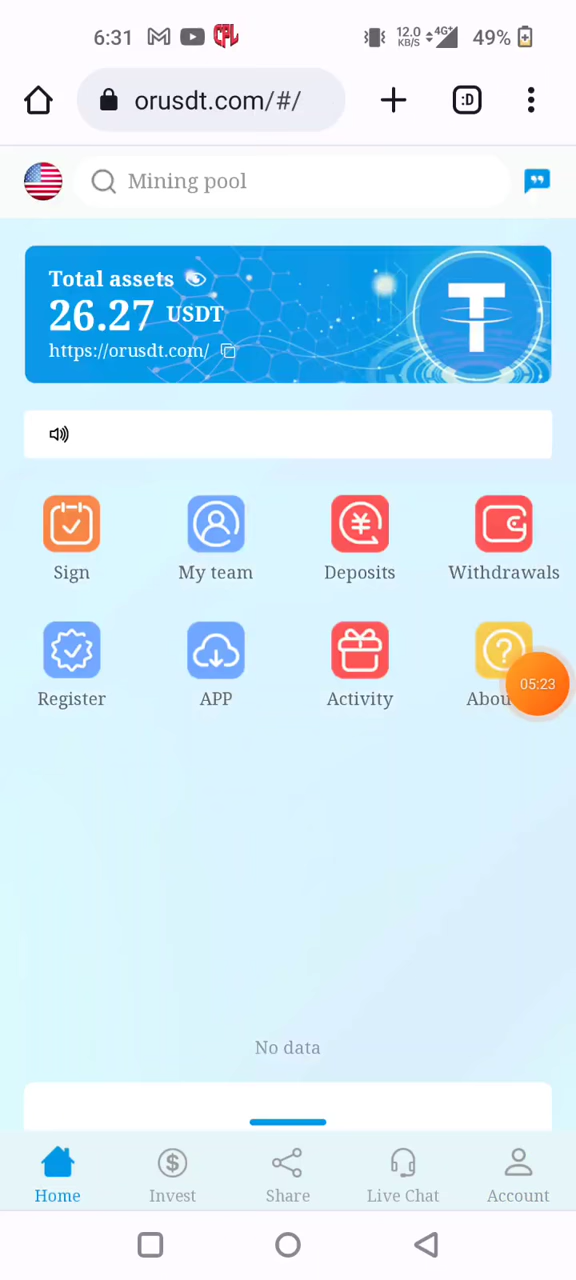 6:31 CPL 12.0 KB/S 4G+ 49%
orusdt.com/#/ :D
Mining pool
Total assets
26.27 USDT
https://orusdt.com/
Sign My team Deposits Withdrawals
Register APP Activity Abou
05:23
No data
Home Invest Share Live Chat Account